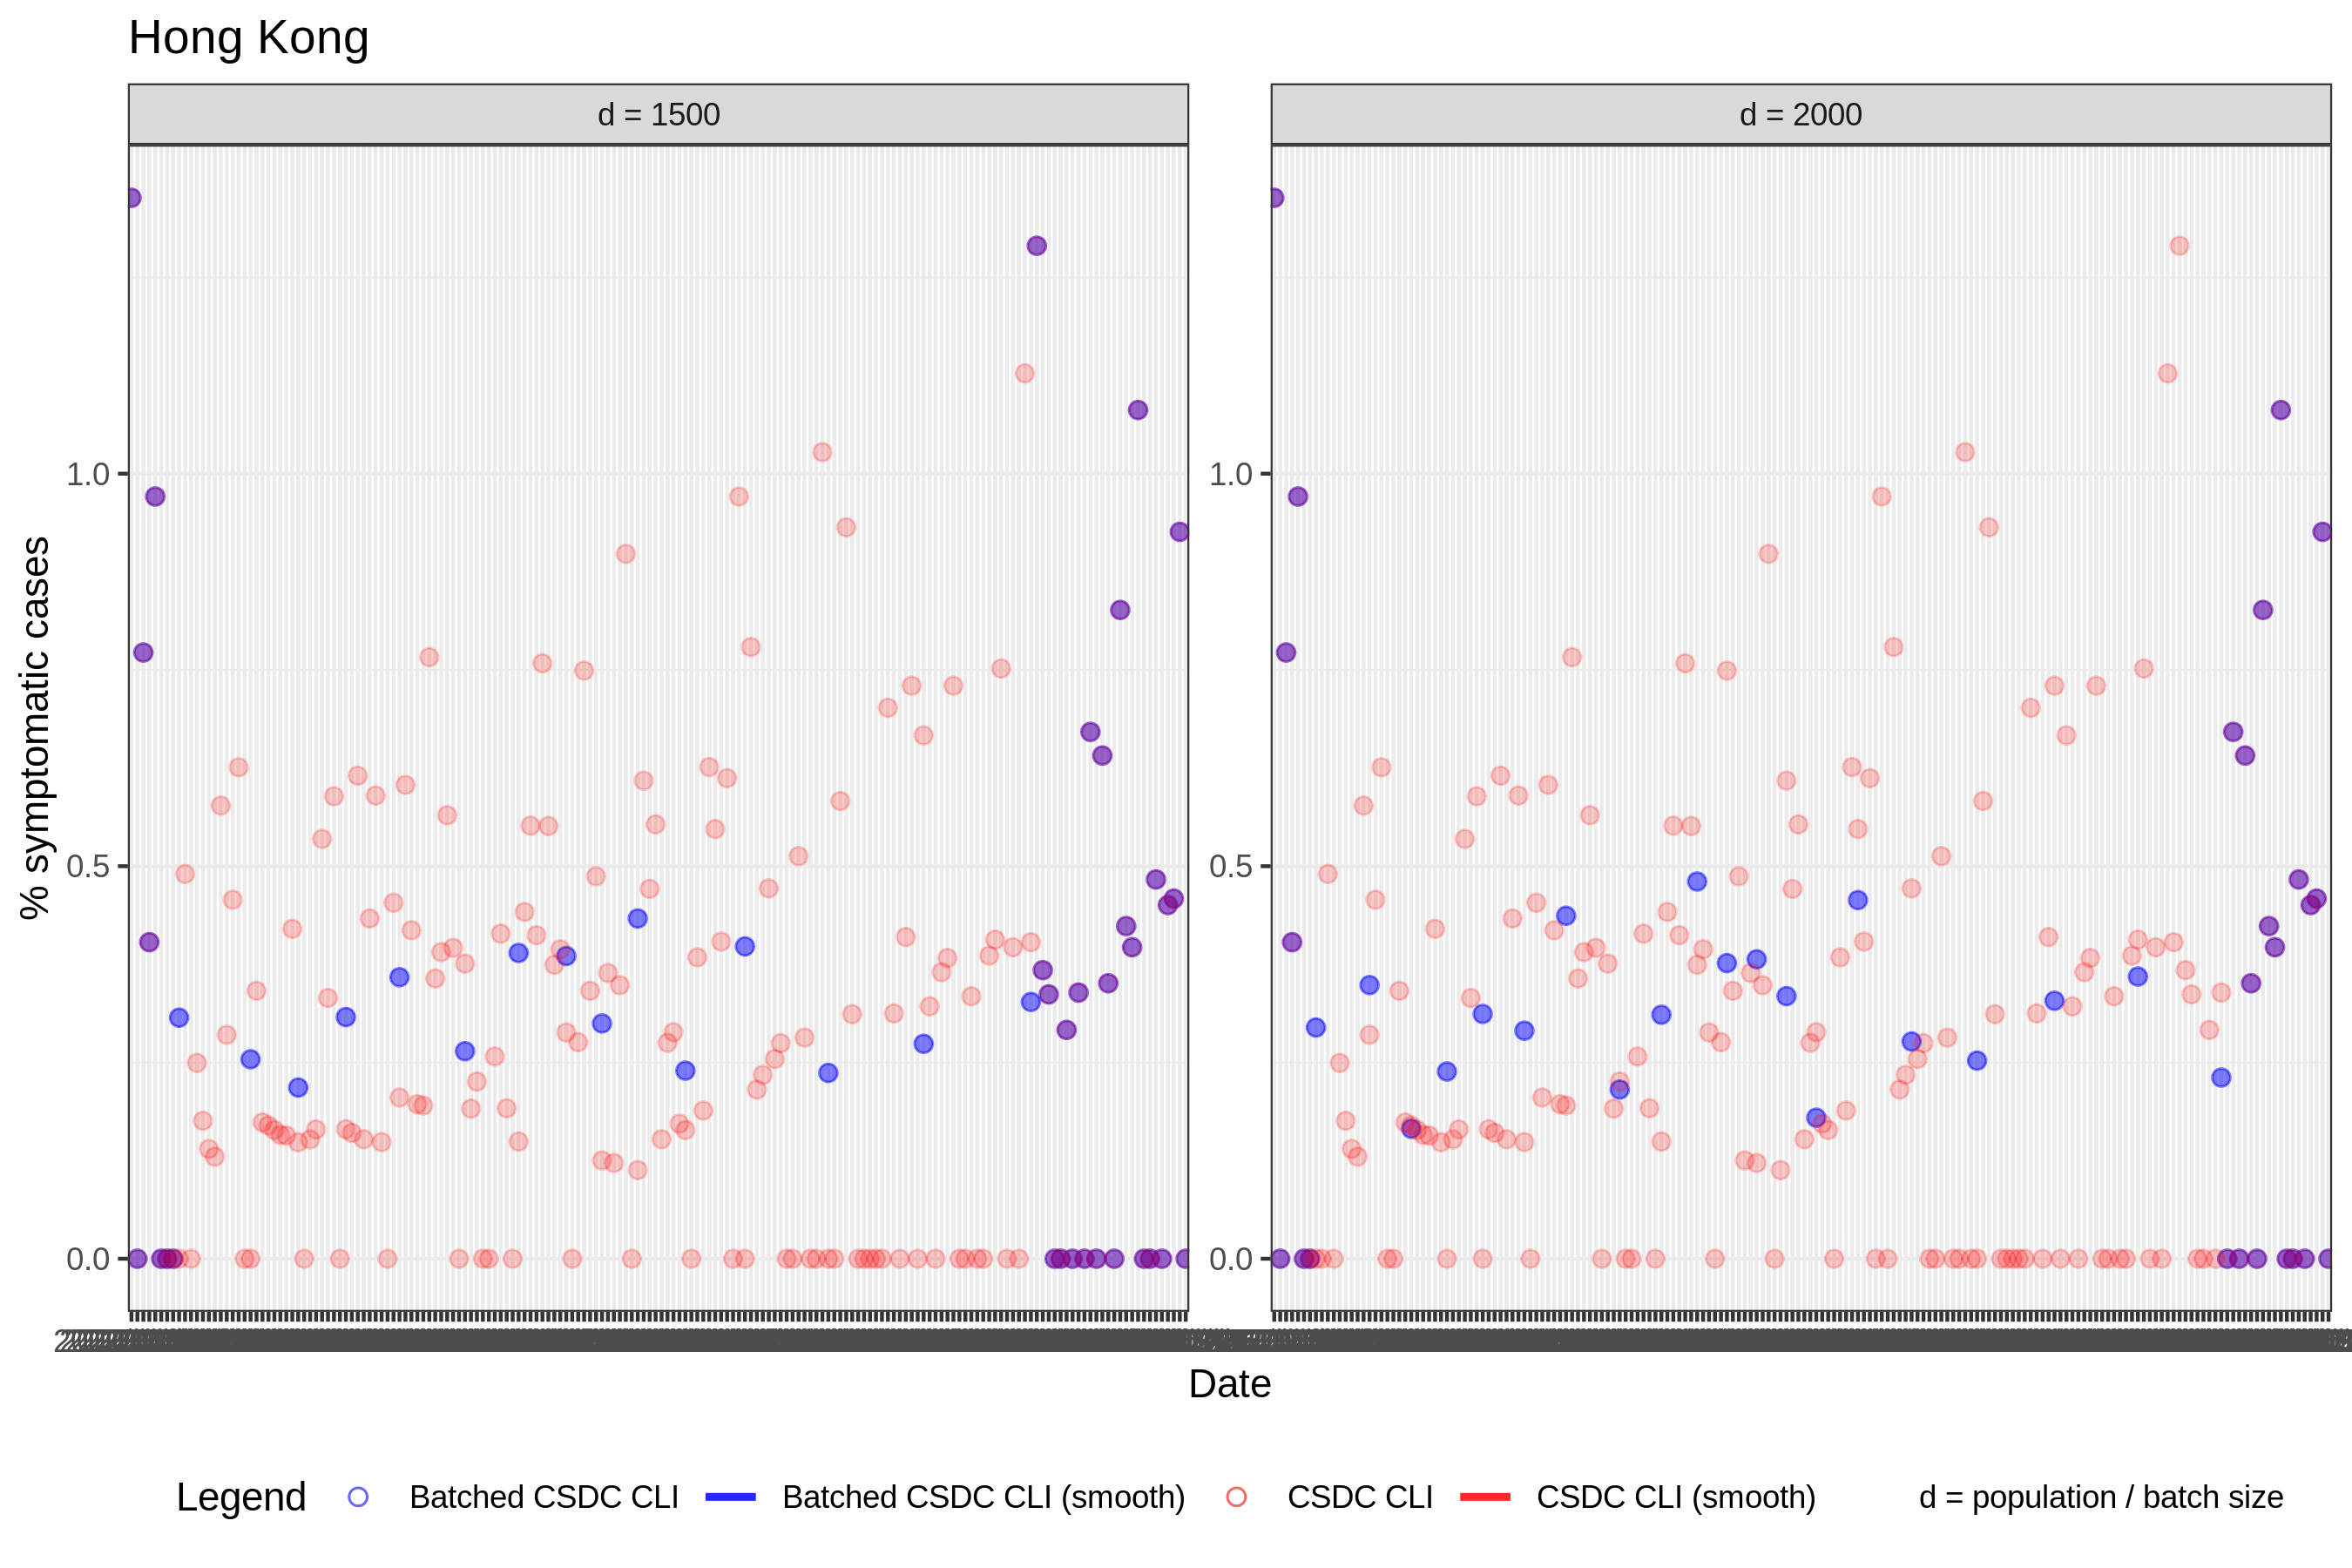 Hong Kong
d = 1500
d = 2000
% symptomatic cases
1.0
0.5
0.0
1.0
0.5
0.0
Date
Legend
Batched CSDC CLI
Batched CSDC CLI (smooth)
CSDC CLI
CSDC CLI (smooth)
d = population / batch size